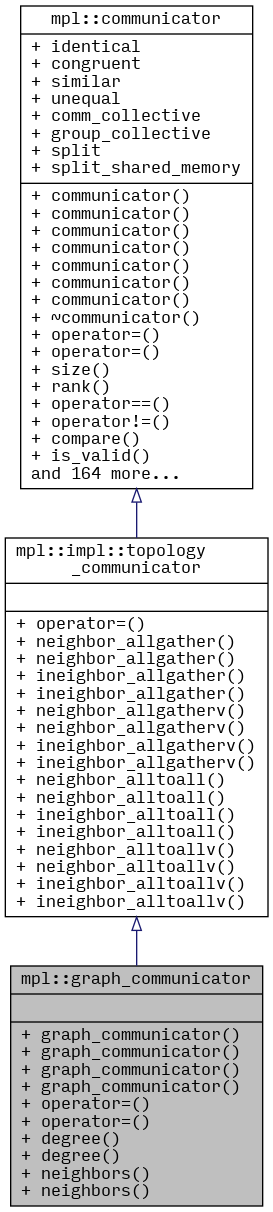 mpl::communicator
+ identical
+ congruent
+ similar
+ unequal
+ comm_collective
+ group_collective
+ split
+ split_shared_memory
+ communicator()
+ communicator()
+ communicator()
+ communicator()
+ communicator()
+ communicator()
+ communicator()
+ ~communicator()
+ operator=()
+ operator=()
+ size()
+ rank()
+ operator==()
+ operator!=()
+ compare()
+ is_valid()
and 164 more...
mpl::impl::topology
_communicator
+ operator=()
+ neighbor_allgather()
+ neighbor_allgather()
+ ineighbor_allgather()
+ ineighbor_allgather()
+ neighbor_allgatherv()
+ neighbor_allgatherv()
+ ineighbor_allgatherv()
+ ineighbor_allgatherv()
+ neighbor_alltoall()
+ neighbor_alltoall()
+ ineighbor_alltoall()
+ ineighbor_alltoall()
+ neighbor_alltoallv()
+ neighbor_alltoallv()
+ ineighbor_alltoallv()
+ ineighbor_alltoallv()
mpl::graph_communicator
+ graph_communicator()
+ graph_communicator()
+ graph_communicator()
+ graph_communicator()
+ operator=()
+ operator=()
+ degree()
+ degree()
+ neighbors()
+ neighbors()